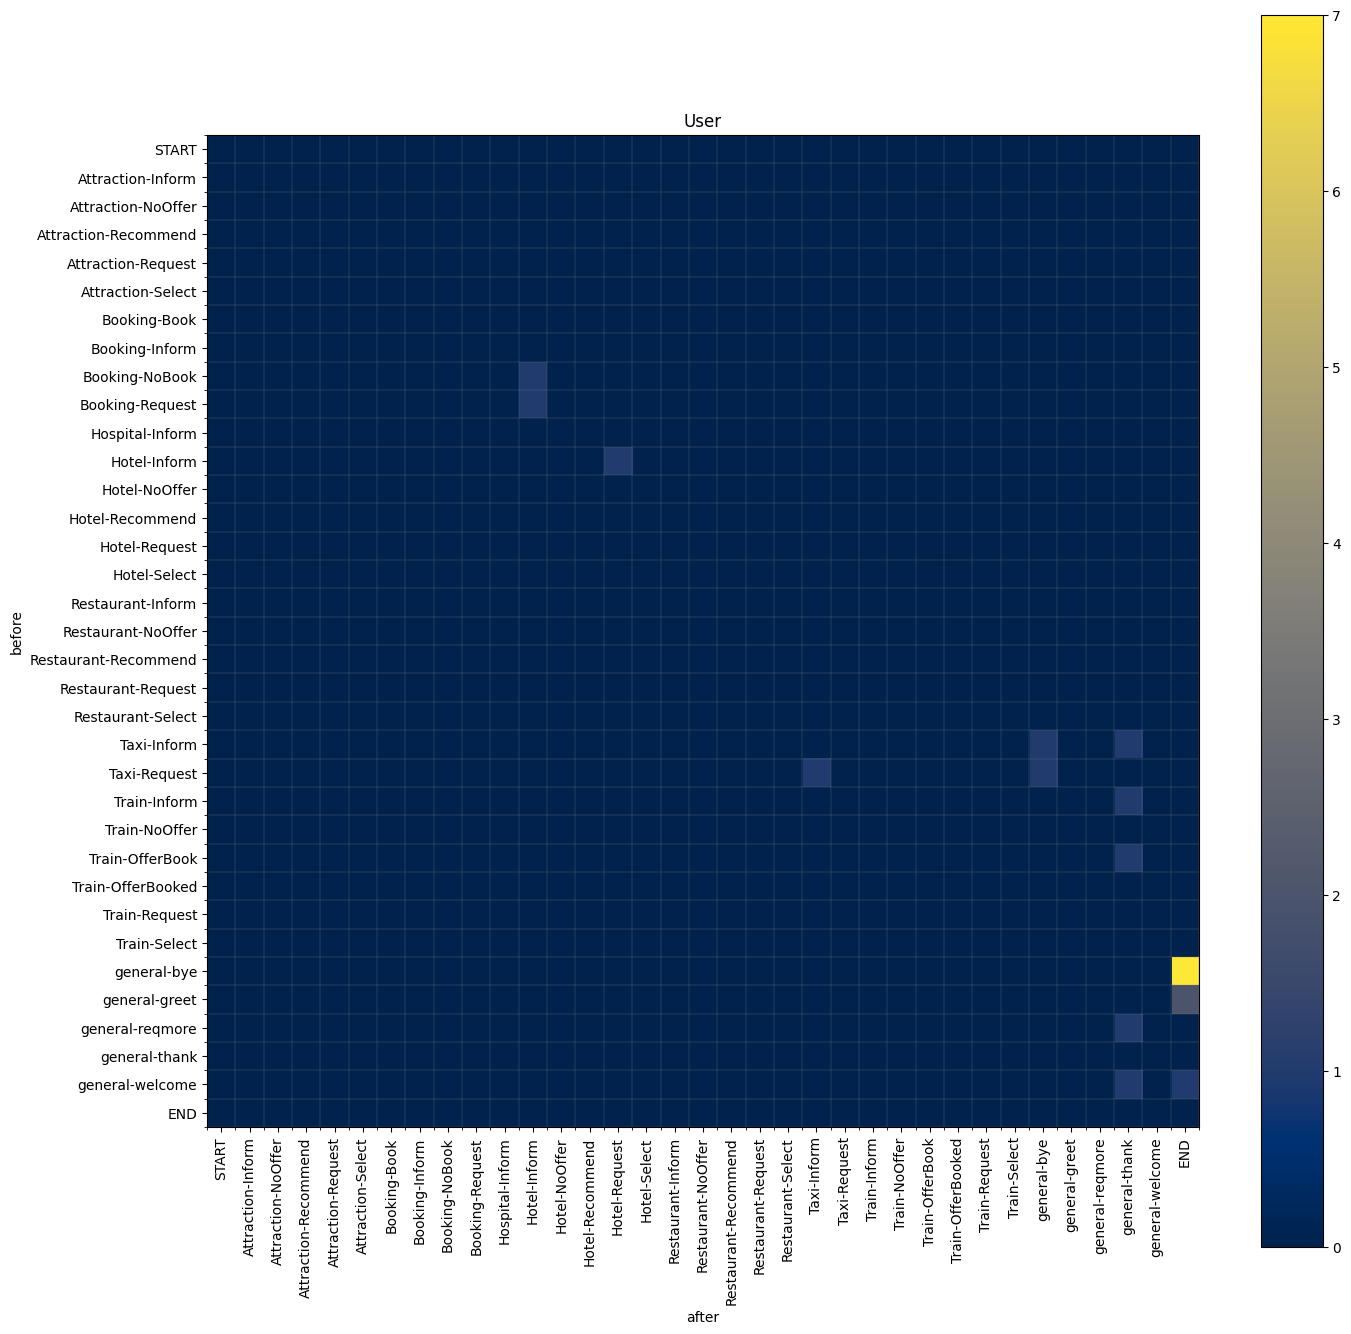 User
before
START
Attraction-Inform
Attraction-NoOffer
Attraction-Recommend
Attraction-Request
Attraction-Select
Booking-Book
Booking-Inform
Booking-NoBook
Booking-Request
Hospital-Inform
Hotel-Inform
Hotel-NoOffer
Hotel-Recommend
Hotel-Request
Hotel-Select
Restaurant-Inform
Restaurant-NoOffer
Restaurant-Recommend
Restaurant-Request
Restaurant-Select
Taxi-Inform
Taxi-Request
Train-Inform
Train-NoOffer
Train-OfferBook
Train-OfferBooked
Train-Request
Train-Select
general-bye
general-greet
general-reqmore
general-thank
general-welcome
END
START
Attraction-Inform
Attraction-NoOffer
Attraction-Recommend
Attraction-Request
Attraction-Select
Booking-Book
Booking-Inform
Booking-NoBook
Booking-Request
Hospital-Inform
Hotel-Inform
Hotel-NoOffer
Hotel-Recommend
Hotel-Request
Hotel-Select
Restaurant-Inform
Restaurant-NoOffer
Restaurant-Recommend
Restaurant-Request
Restaurant-Select
Taxi-Inform
Taxi-Request
Train-Inform
Train-NoOffer
Train-OfferBook
Train-OfferBooked
Train-Request
Train-Select
general-bye
general-greet
general-reqmore
general-thank
general-welcome
END
after
7
6
5
4
3
2
1
0